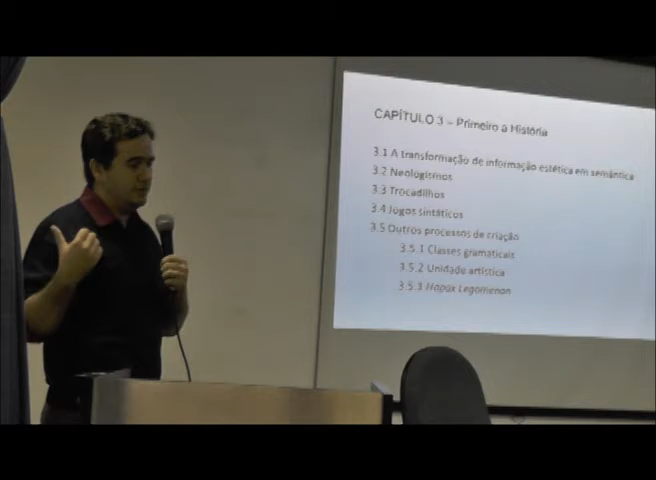 CAPÍTULO 3 – Primeiro a História
3.1 A transformação de informação estética em semântica
3.2 Neologismos
3.3 Trocadilhos
3.4 Jogos sintáticos
3.5 Outros processos de criação
3.5.1 Classes gramaticais
3.5.2 Unidade artística
3.5.3 Hapax Legomenon